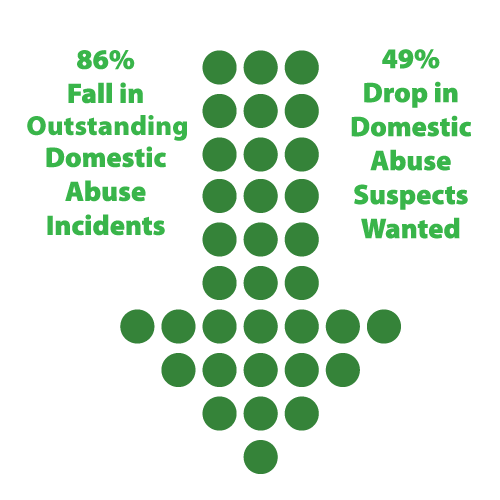 86%
Fall in
Outstanding
Domestic
Abuse
Incidents
49%
Drop in
Domestic
Abuse
Suspects
Wanted